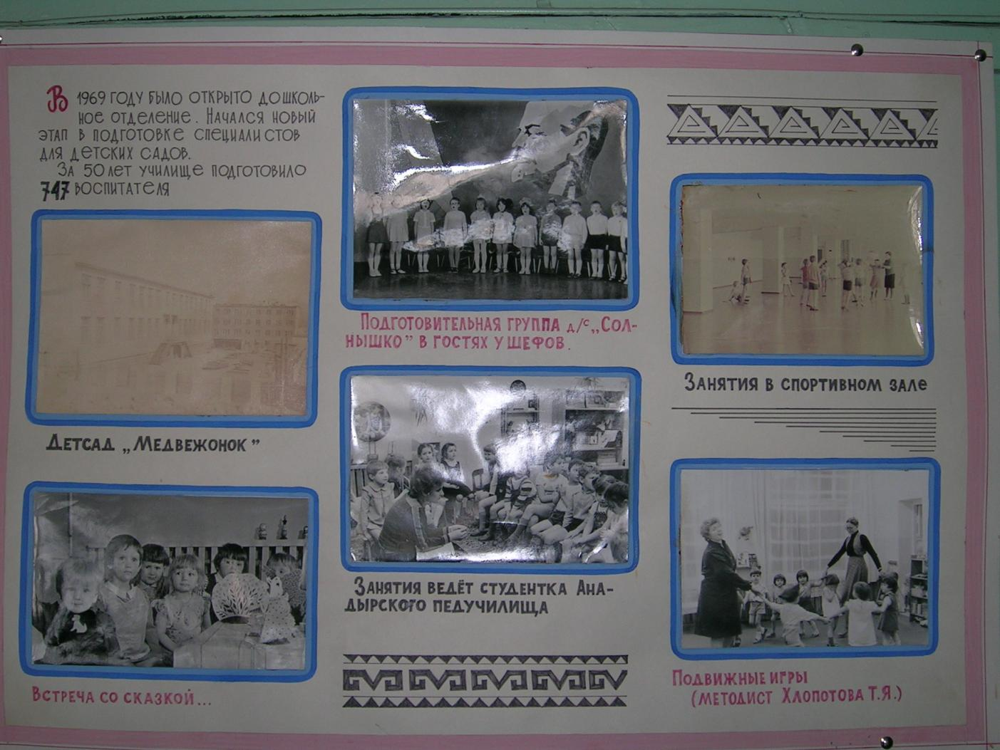 В 1969 ГОДУ БЫЛО ОТКРЫТО ДОШКОЛЬ-
НОЕ ОТДЕЛЕНИЕ. НАЧАЛСЯ НОВЫЙ
ЭТАП В ПОДГОТОВКЕ СПЕЦИАЛИСТОВ
ДЛЯ ДЕТСКИХ САДОВ.
ЗА 50 ЛЕТ УЧИЛИЩЕ ПОДГОТОВИЛО
747 ВОСПИТАТЕЛЯ
ДЕТСАД „МЕДВЕЖОНОК”
ВСТРЕЧА СО СКАЗКОЙ...
ПОДГОТОВИТЕЛЬНАЯ ГРУППА Д/С „СОЛ-
НЫШКО” В ГОСТЯХ У ШЕФОВ.
ЗАНЯТИЯ ВЕДЁТ СТУДЕНТКА АНА-
ДЫРСКОГО ПЕДУЧИЛИЩА
ЗАНЯТИЯ В СПОРТИВНОМ ЗАЛЕ
ПОДВИЖНЫЕ ИГРЫ
(МЕТОДИСТ ХЛОПОТОВА Т.Я.)